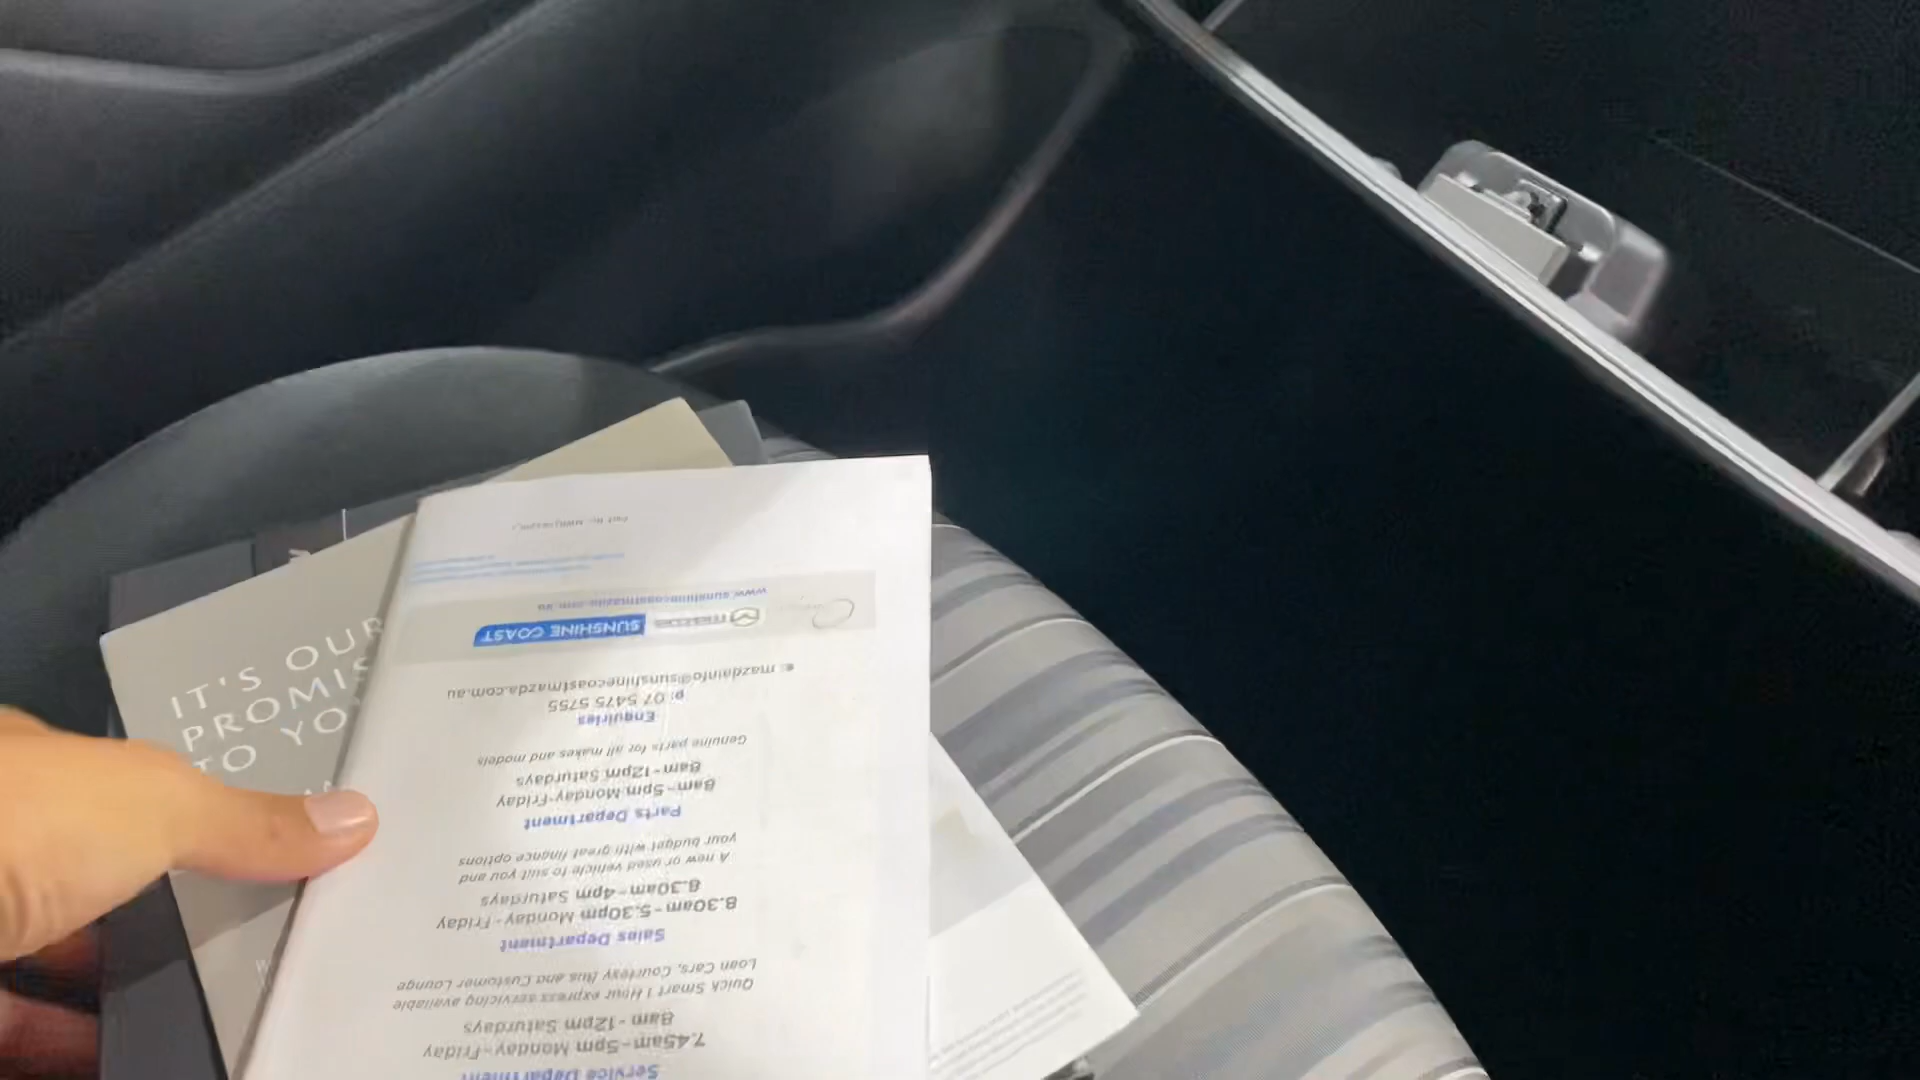 Service Department
7.45am-5pm Monday-Friday
8am - 12pm Saturdays
Quick Smart 1 Hour express servicing available
Loan Cars, Courtesy Bus and Customer Lounge
Sales Department
8.30am-5.30pm Monday-Friday
8.30am-4pm Saturdays
A new or used vehicle to suit you and
your budget with great finance options
Parts Department
8am-5pm Monday-Friday
8am-12pm Saturdays
Genuine parts for all makes and models
Enquiries
p: 07 5475 5755
e: mazdainfo@sunshinecoastmazda.com.au
mazda SUNSHINE COAST
www.sunshinecoastmazda.com.au
IT'S OUR
PROMIS
TO YO